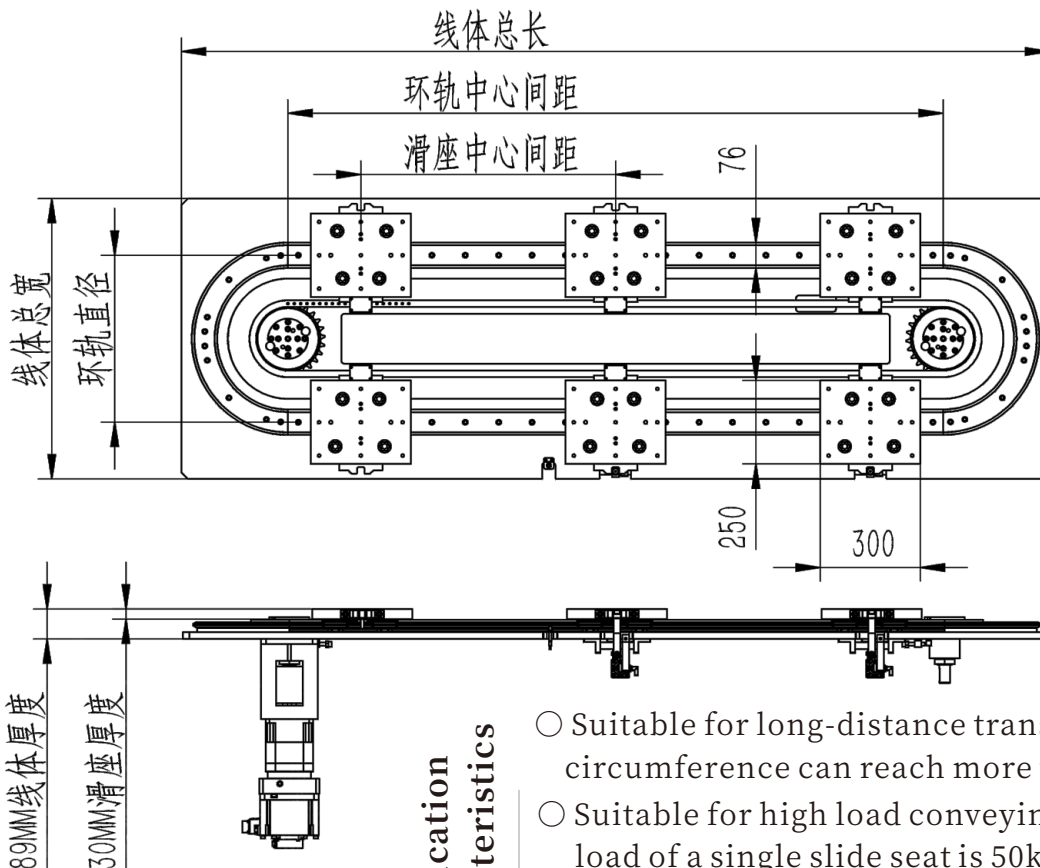 线体总长
环轨中心间距
滑座中心间距
76
线体总宽
环轨直径
250
300
89MM线体厚度
30MM滑座厚度
cation
teristics
○ Suitable for long-distance trans
circumference can reach more
○ Suitable for high load conveyin
load of a single slide seat is 50k